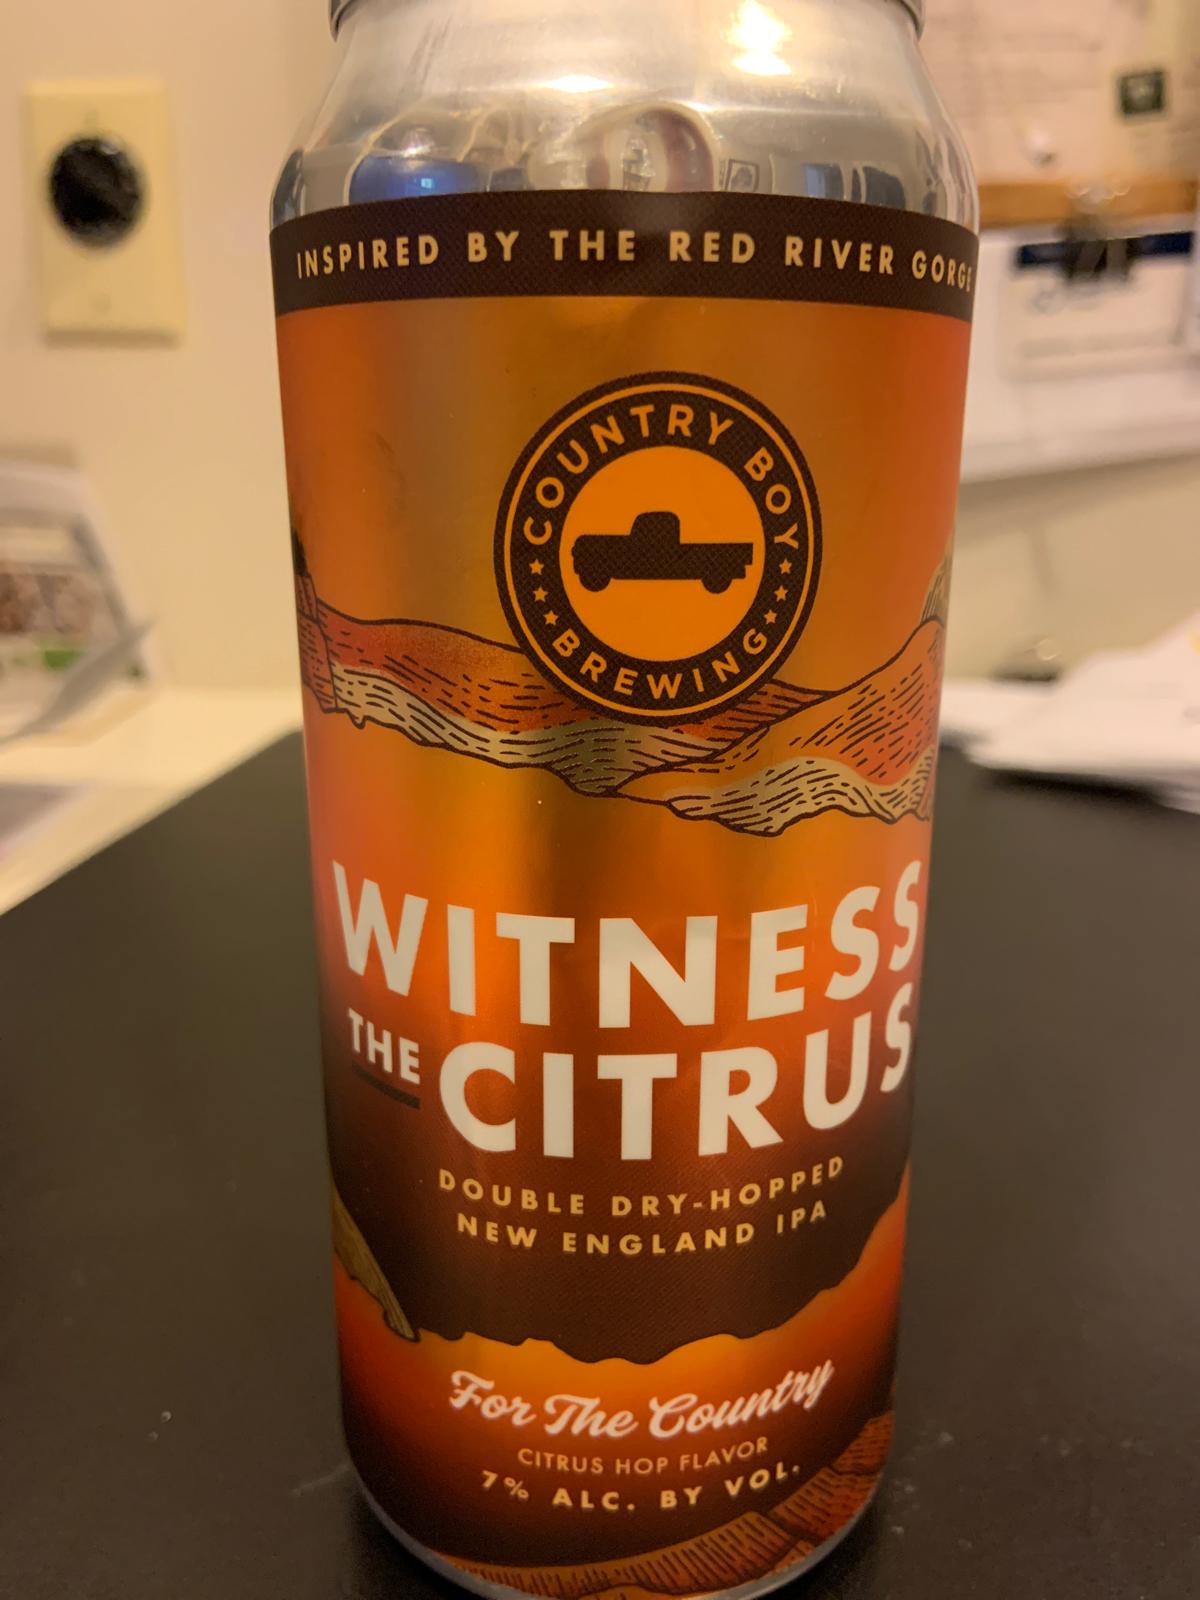 INSPIRED BY THE RED RIVER GORGE
COUNTRY BOY
BREWING
WITNESS
THE CITRUS
DOUBLE DRY-HOPPED
NEW ENGLAND IPA
For The Country
CITRUS HOP FLAVOR
7% ALC. BY VOL.